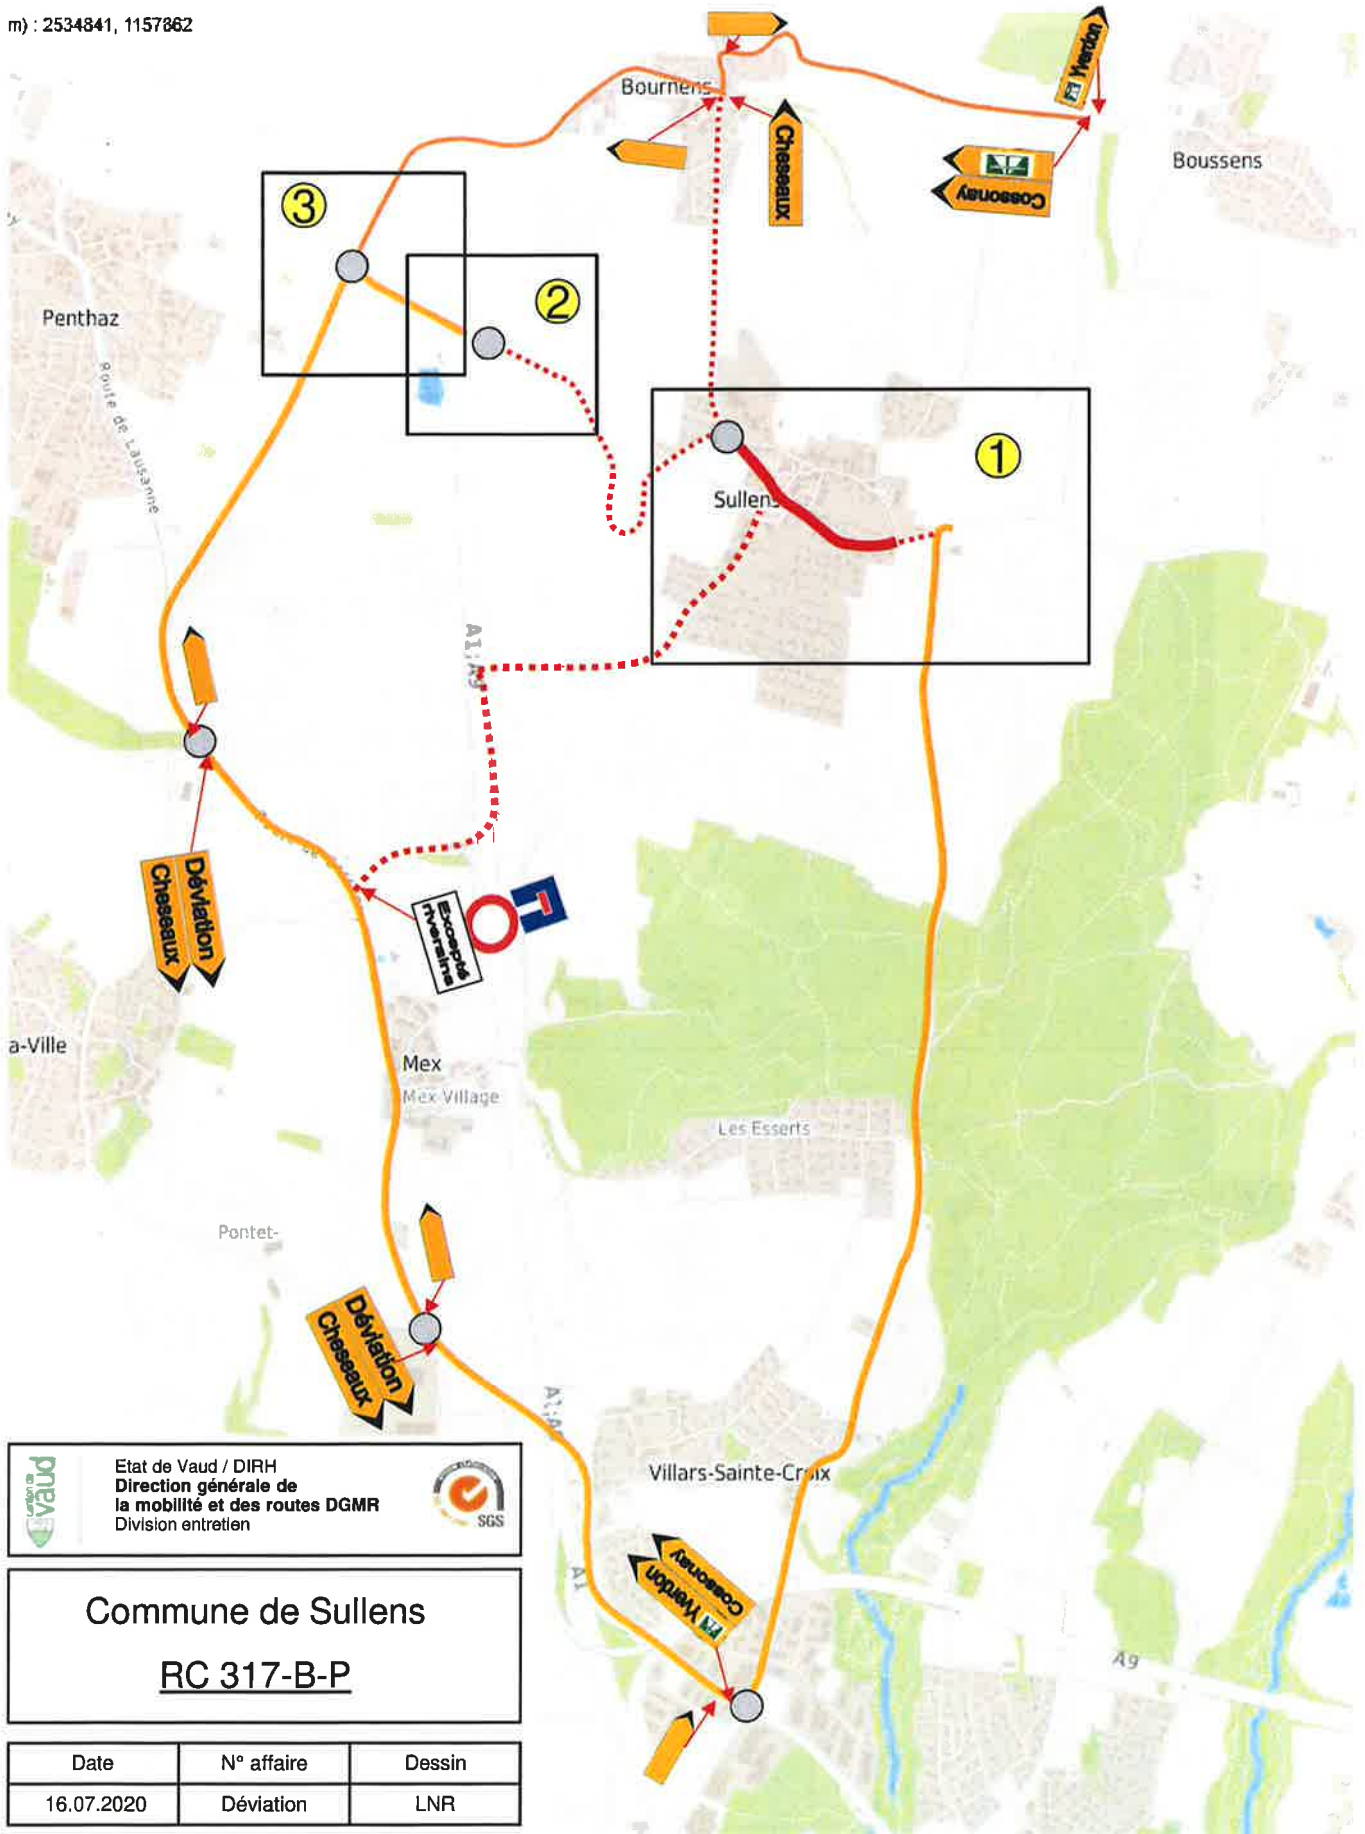 m) : 2534841, 1157862
Yverdon
Bournens
Cheseaux
Cossonay
Boussens
3
2
Penthaz
Route de Lausanne
1
Sullens
A1;A9
Déviation
Cheseaux
Excepté
riverains
a-Ville
Mex
Mex Village
Les Esserts
Pontet-
Déviation
Cheseaux
Villars-Sainte-Croix
Cossonay
Yverdon
A1
A9
canton de
vaud
Etat de Vaud / DIRH
Direction générale de
la mobilité et des routes DGMR
Division entretien
SGS
Commune de Sullens
RC 317-B-P
Date N° affaire Dessin
16.07.2020 Déviation LNR